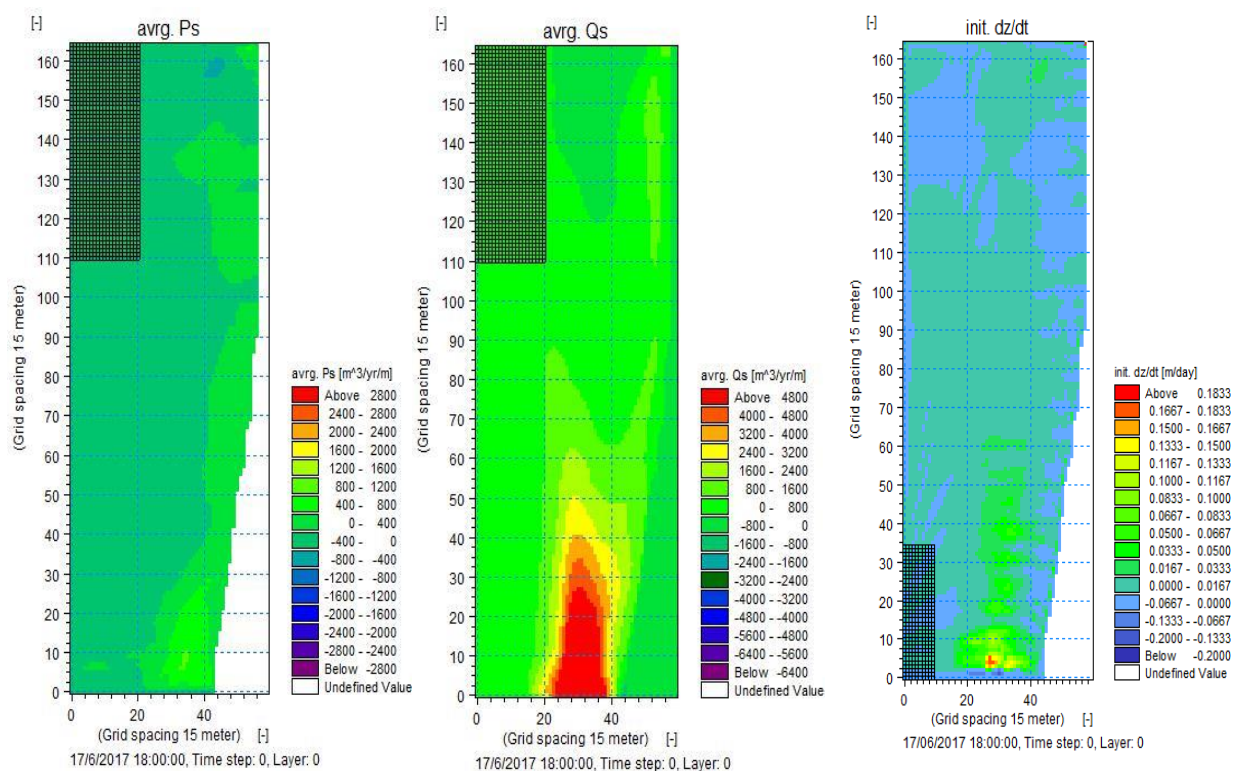 [-]
avrg. Ps
160
150
140
130
120
110
100
90
80
70
60
50
40
30
20
10
0
(Grid spacing 15 meter)
0 20 40
(Grid spacing 15 meter) [-]
17/6/2017 18:00:00, Time step: 0, Layer: 0
avrg. Ps [m^3/yr/m]
Above 2800
2400 - 2800
2000 - 2400
1600 - 2000
1200 - 1600
800 - 1200
400 - 800
0 - 400
-400 - 0
-800 - -400
-1200 - -800
-1600 - -1200
-2000 - -1600
-2400 - -2000
-2800 - -2400
Below -2800
Undefined Value
[-]
avrg. Qs
160
150
140
130
120
110
100
90
80
70
60
50
40
30
20
10
0
(Grid spacing 15 meter)
0 20 40
(Grid spacing 15 meter) [-]
17/6/2017 18:00:00, Time step: 0, Layer: 0
avrg. Qs [m^3/yr/m]
Above 4800
4000 - 4800
3200 - 4000
2400 - 3200
1600 - 2400
800 - 1600
0 - 800
-800 - 0
-1600 - -800
-2400 - -1600
-3200 - -2400
-4000 - -3200
-4800 - -4000
-5600 - -4800
-6400 - -5600
Below -6400
Undefined Value
[-]
init. dz/dt
160
150
140
130
120
110
100
90
80
70
60
50
40
30
20
10
0
(Grid spacing 15 meter)
0 20 40
(Grid spacing 15 meter) [-]
17/06/2017 18:00:00, Time step: 0, Layer: 0
init. dz/dt [m/day]
Above 0.1833
0.1667 - 0.1833
0.1500 - 0.1667
0.1333 - 0.1500
0.1167 - 0.1333
0.1000 - 0.1167
0.0833 - 0.1000
0.0667 - 0.0833
0.0500 - 0.0667
0.0333 - 0.0500
0.0167 - 0.0333
0.0000 - 0.0167
-0.0667 - 0.0000
-0.1333 - -0.0667
-0.2000 - -0.1333
Below -0.2000
Undefined Value